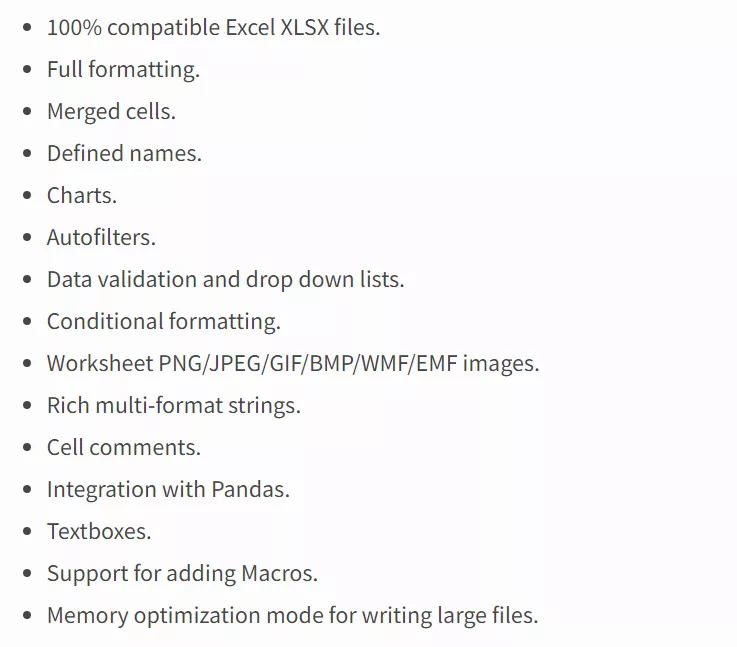 • 100% compatible Excel XLSX files.
• Full formatting.
• Merged cells.
• Defined names.
• Charts.
• Autofilters.
• Data validation and drop down lists.
• Conditional formatting.
• Worksheet PNG/JPEG/GIF/BMP/WMF/EMF images.
• Rich multi-format strings.
• Cell comments.
• Integration with Pandas.
• Textboxes.
• Support for adding Macros.
• Memory optimization mode for writing large files.